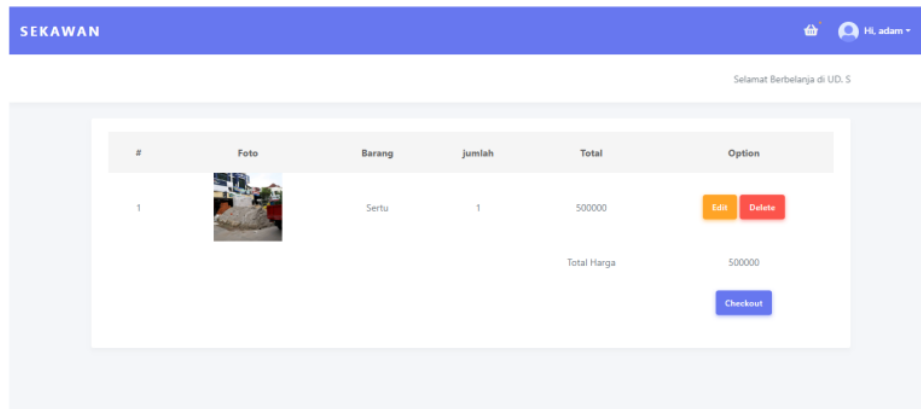 SEKAWAN
Hi, adam
Selamat Berbelanja di UD. S
# Foto Barang jumlah Total Option
1 Sertu 1 500000 Edit Delete
Total Harga 500000
Checkout